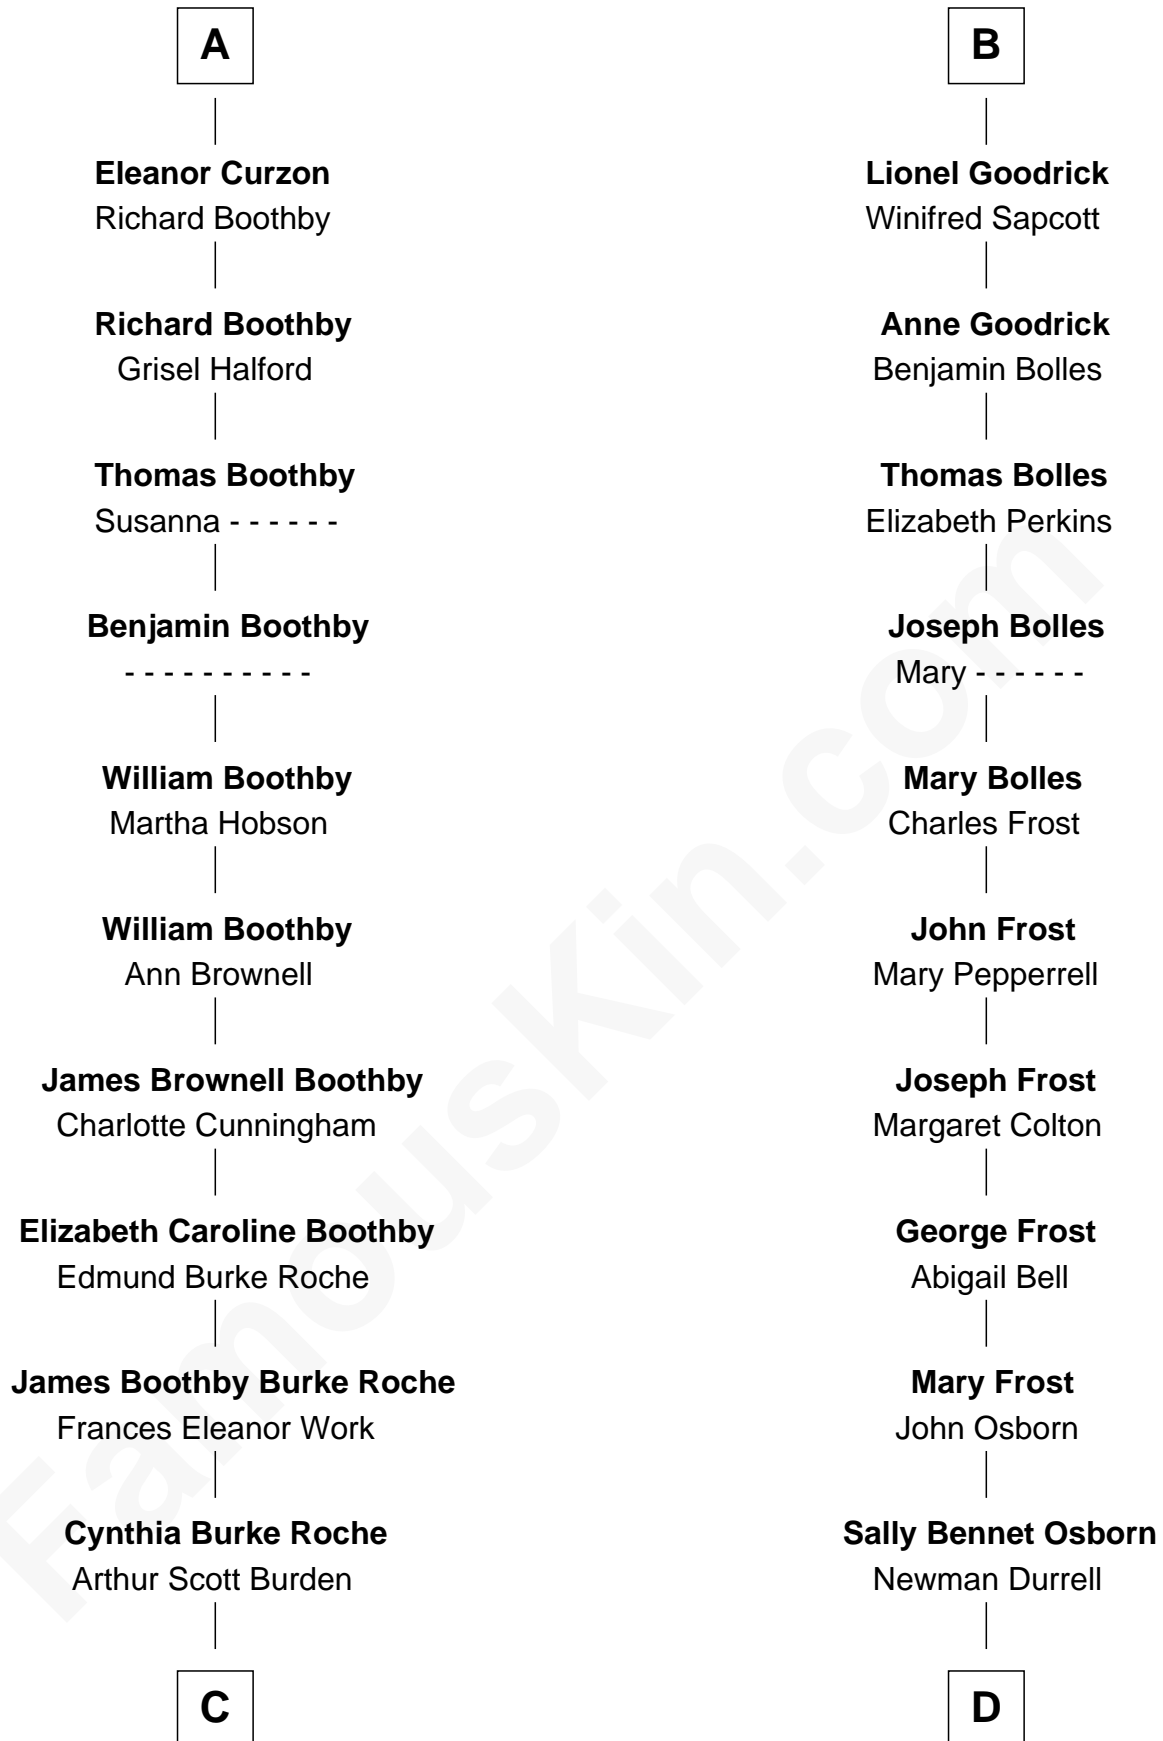 A
Eleanor Curzon
Richard Boothby
Richard Boothby
Grisel Halford
Thomas Boothby
Susanna - - - - - -
Benjamin Boothby
- - - - - - - - - -
William Boothby
Martha Hobson
William Boothby
Ann Brownell
James Brownell Boothby
Charlotte Cunningham
Elizabeth Caroline Boothby
Edmund Burke Roche
James Boothby Burke Roche
Frances Eleanor Work
Cynthia Burke Roche
Arthur Scott Burden
C
B
Lionel Goodrick
Winifred Sapcott
Anne Goodrick
Benjamin Bolles
Thomas Bolles
Elizabeth Perkins
Joseph Bolles
Mary - - - - - -
Mary Bolles
Charles Frost
John Frost
Mary Pepperrell
Joseph Frost
Margaret Colton
George Frost
Abigail Bell
Mary Frost
John Osborn
Sally Bennet Osborn
Newman Durrell
D
FamousKin.com